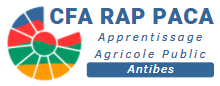 CFA RAP PACA
Apprentissage
Agricole Public
Antibes